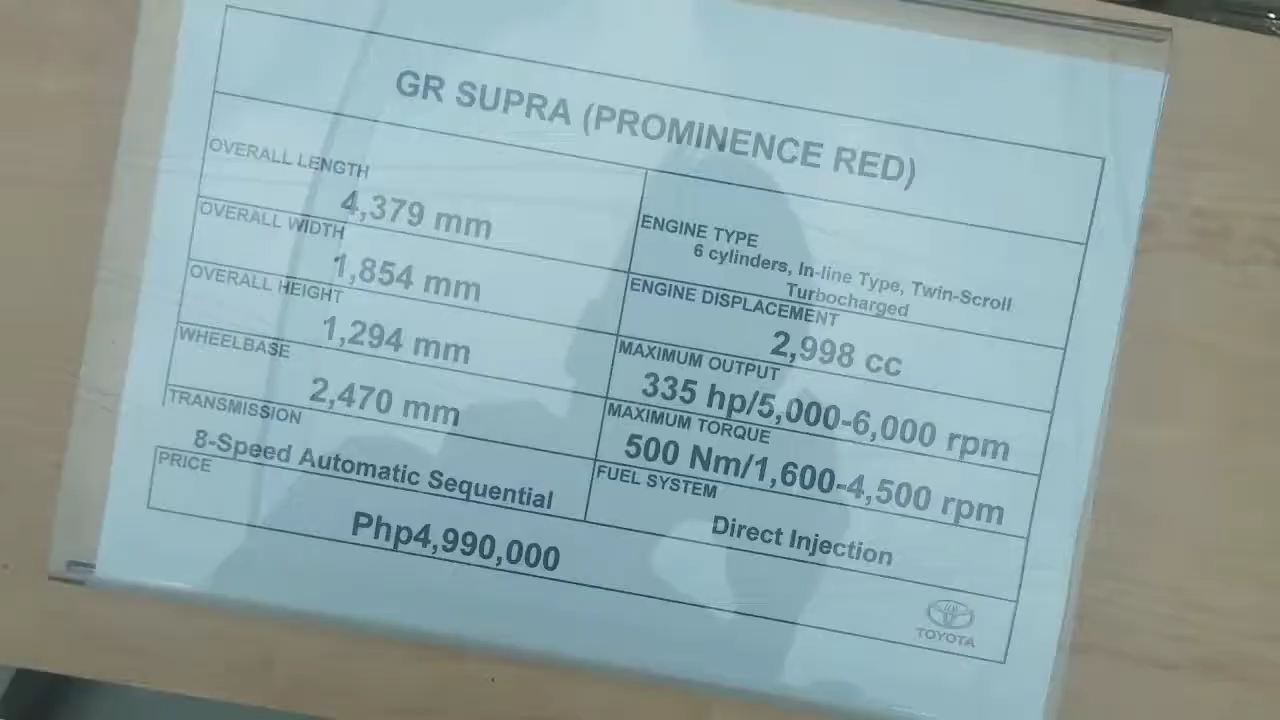 GR SUPRA (PROMINENCE RED)
OVERALL LENGTH
4,379 mm
OVERALL WIDTH
1,854 mm
OVERALL HEIGHT
1,294 mm
WHEELBASE
2,470 mm
TRANSMISSION
8-Speed Automatic Sequential
ENGINE TYPE
6 cylinders, In-line Type, Twin-Scroll
Turbocharged
ENGINE DISPLACEMENT
2,998 cc
MAXIMUM OUTPUT
335 hp/5,000-6,000 rpm
MAXIMUM TORQUE
500 Nm/1,600-4,500 rpm
FUEL SYSTEM
Direct Injection
PRICE
Php4,990,000
TOYOTA